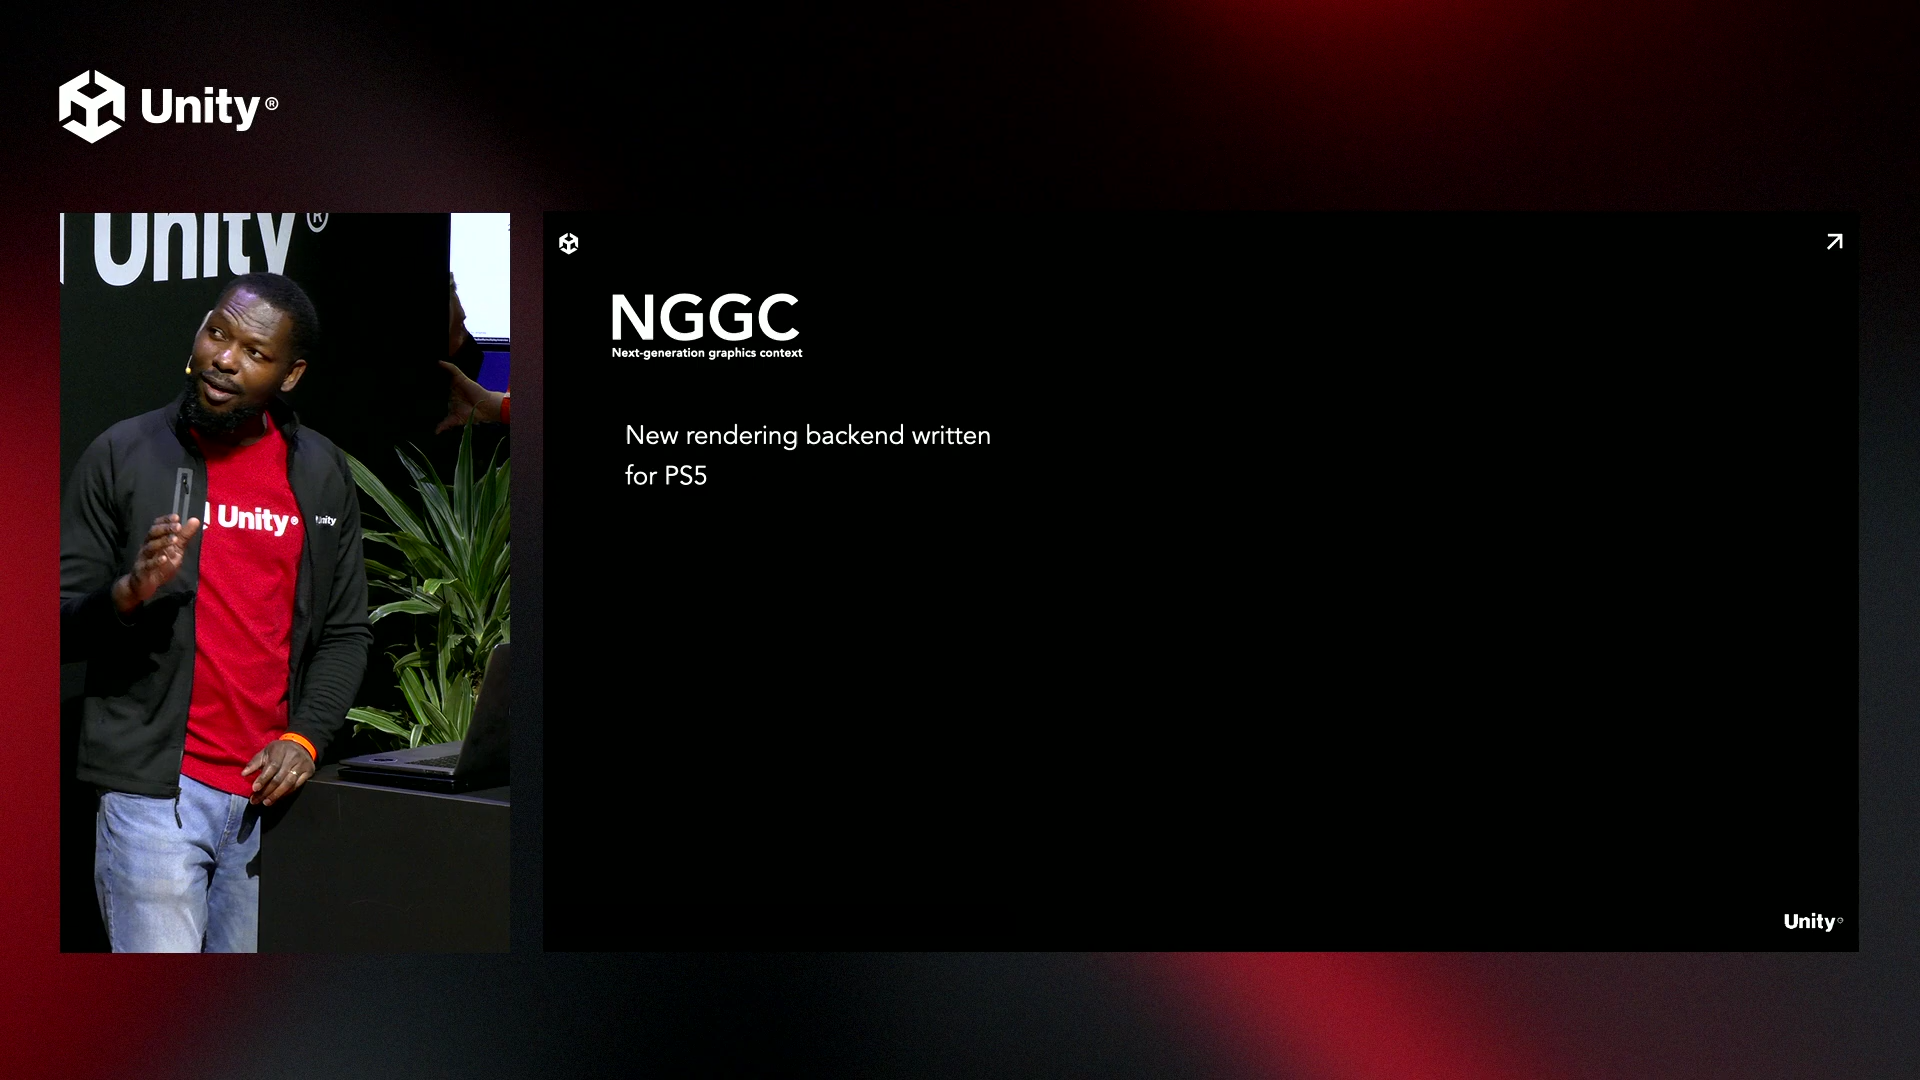 Unity®
Unity®
Unity®
Unity
NGGC
Next-generation graphics context
New rendering backend written
for PS5
Unity®